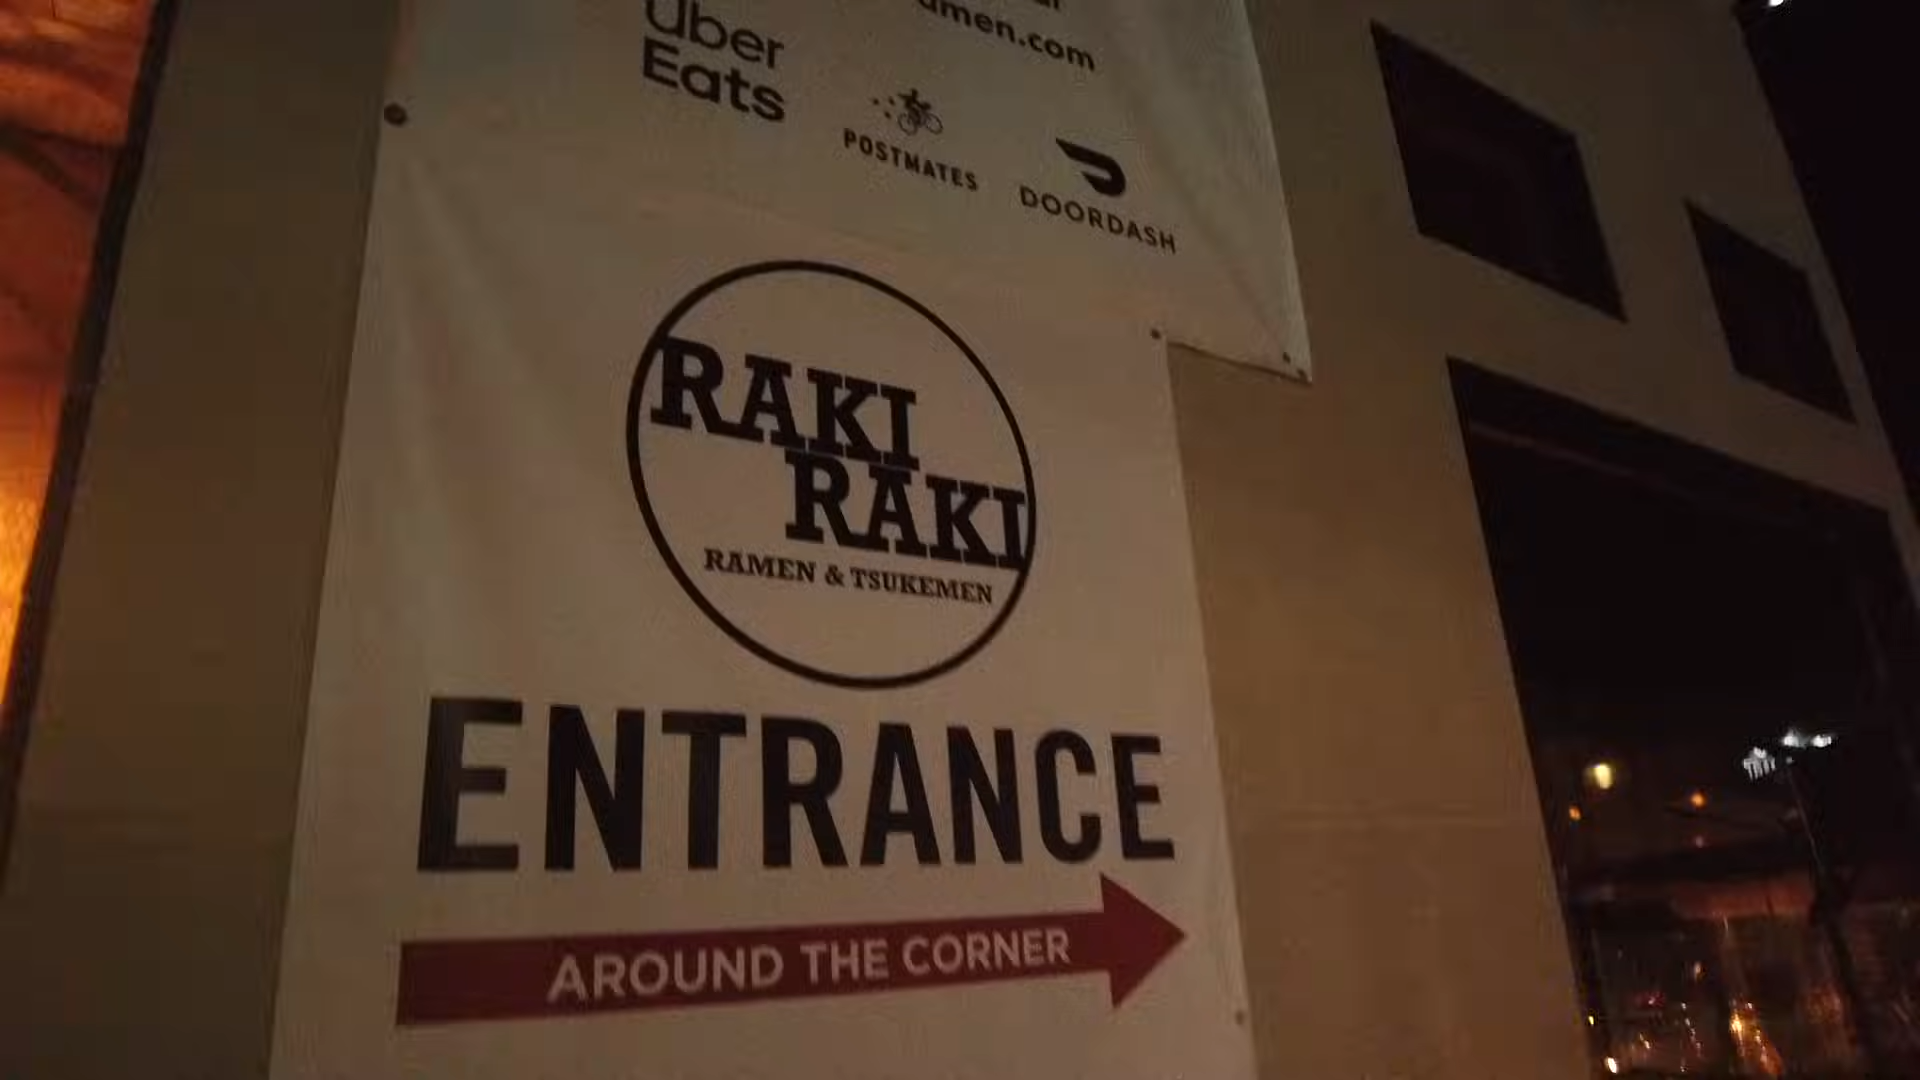 amen.com
Uber
Eats
POSTMATES
DOORDASH
RAKI
RAKI
RAMEN & TSUKEMEN
ENTRANCE
AROUND THE CORNER